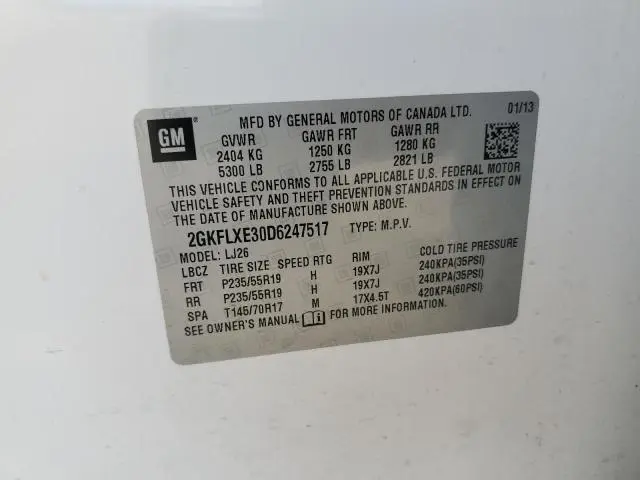 GM ®
MFD BY GENERAL MOTORS OF CANADA LTD. 01/13
GVWR GAWR FRT GAWR RR
2404 KG 1250 KG 1280 KG
5300 LB 2755 LB 2821 LB
THIS VEHICLE CONFORMS TO ALL APPLICABLE U.S. FEDERAL MOTOR
VEHICLE SAFETY AND THEFT PREVENTION STANDARDS IN EFFECT ON
THE DATE OF MANUFACTURE SHOWN ABOVE.
2GKFLXE30D6247517 TYPE: M.P.V.
MODEL: LJ26
LBCZ TIRE SIZE SPEED RTG RIM COLD TIRE PRESSURE
FRT P235/55R19 H 19X7J 240KPA(35PSI)
RR P235/55R19 H 19X7J 240KPA(35PSI)
SPA T145/70R17 M 17X4.5T 420KPA(60PSI)
SEE OWNER'S MANUAL FOR MORE INFORMATION.